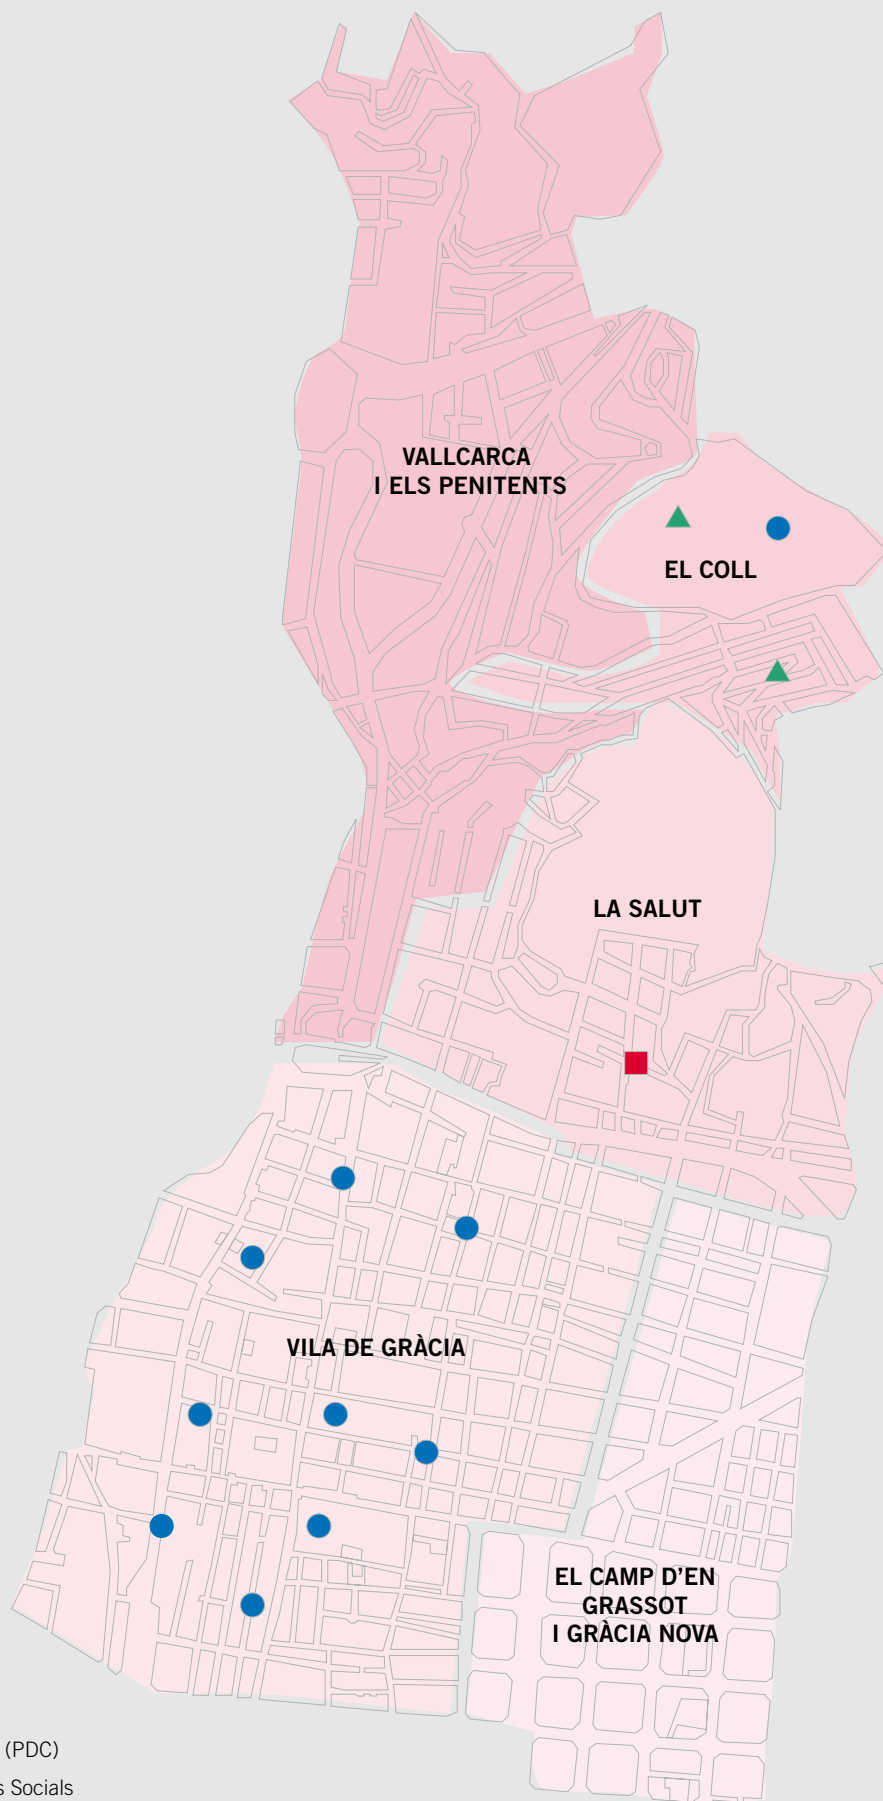 VALLCARCA
I ELS PENITENTS
EL COLL
LA SALUT
VILA DE GRÀCIA
EL CAMP D'EN
GRASSOT
I GRÀCIA NOVA
(PDC)
Socials